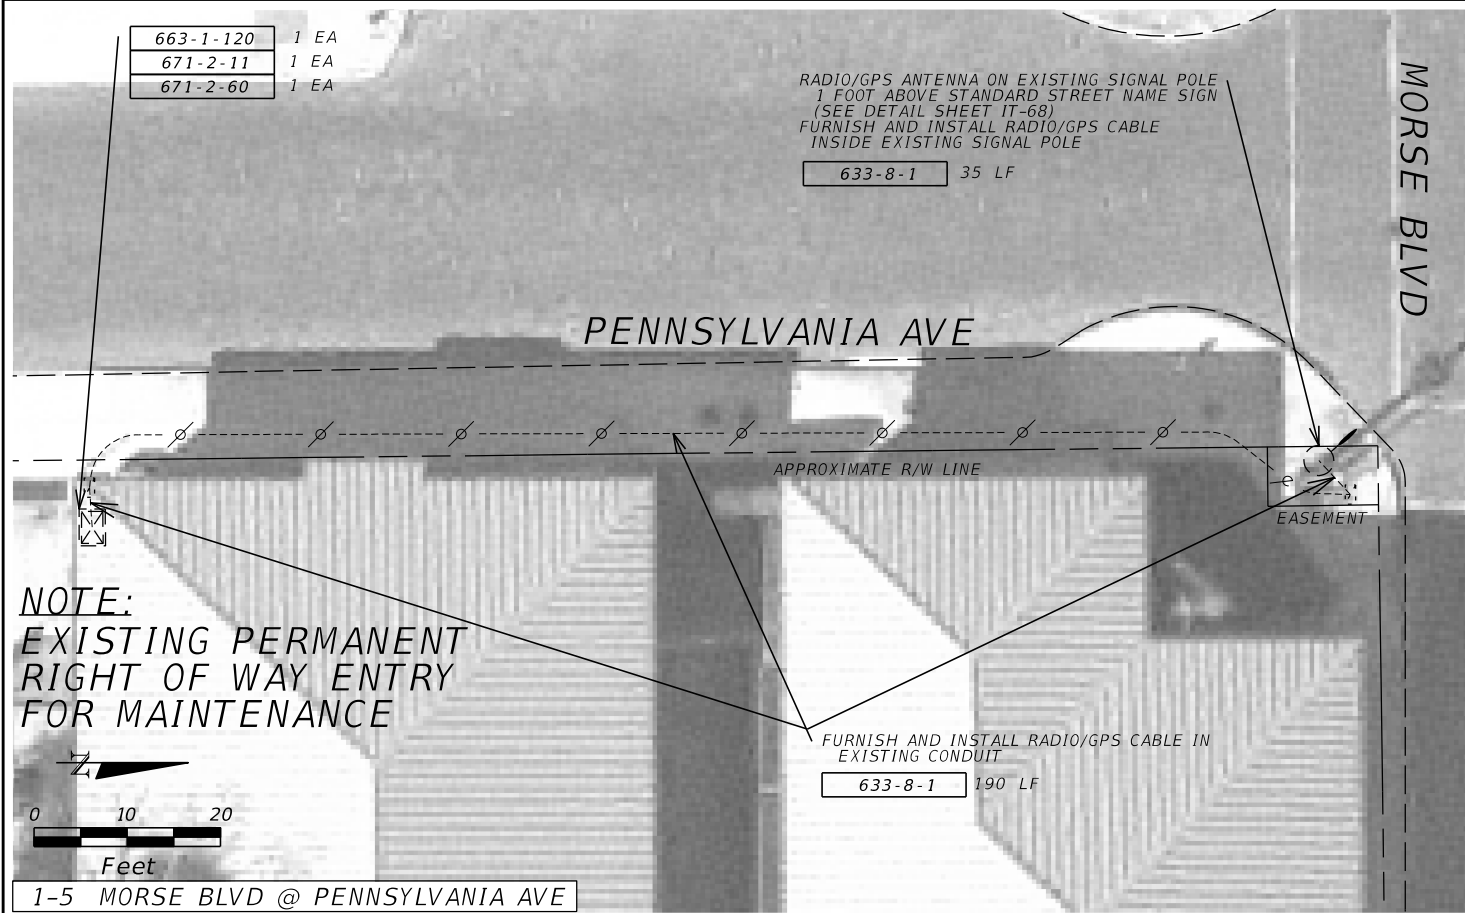 663-1-120 1 EA
671-2-11 1 EA
671-2-60 1 EA
RADIO/GPS ANTENNA ON EXISTING SIGNAL POLE
1 FOOT ABOVE STANDARD STREET NAME SIGN
(SEE DETAIL SHEET IT-68)
FURNISH AND INSTALL RADIO/GPS CABLE
INSIDE EXISTING SIGNAL POLE
633-8-1 35 LF
MORSE BLVD
PENNSYLVANIA AVE
APPROXIMATE R/W LINE
e
EASEMENT
NOTE:
EXISTING PERMANENT
RIGHT OF WAY ENTRY
FOR MAINTENANCE
FURNISH AND INSTALL RADIO/GPS CABLE IN
EXISTING CONDUIT
633-8-1 190 LF
N
0 10 20
Feet
1-5 MORSE BLVD @ PENNSYLVANIA AVE